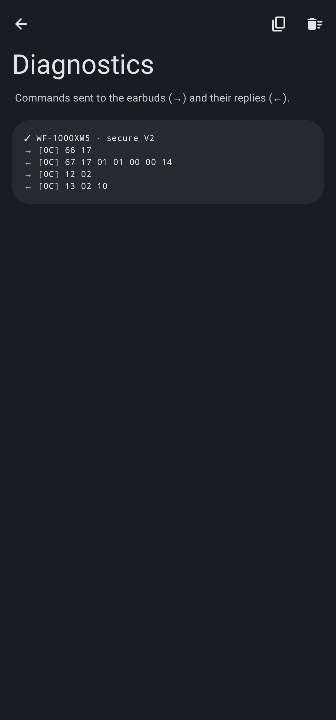 Diagnostics
Commands sent to the earbuds (→) and their replies (←).
✓ WF-1000XM5 · secure V2
→ [0C] 66 17
← [0C] 67 17 01 01 00 00 14
→ [0C] 12 02
← [0C] 13 02 10